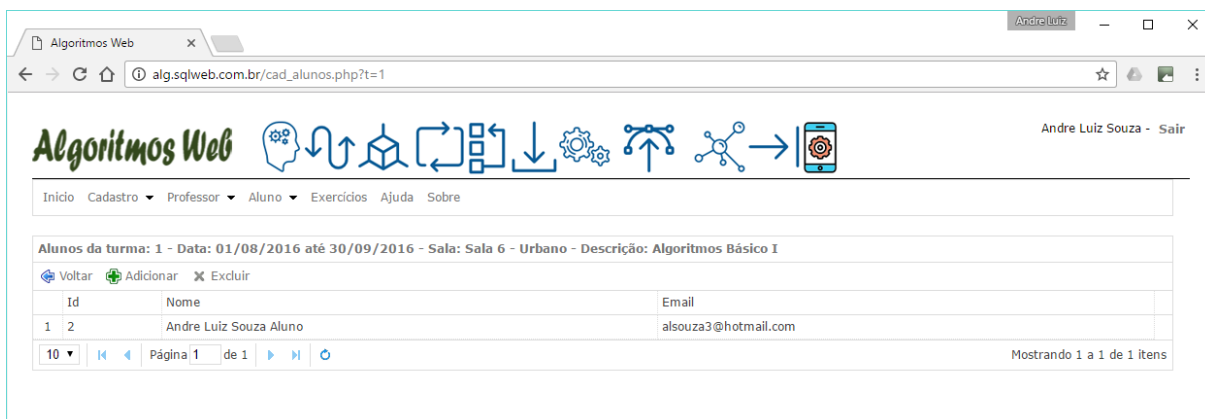 Andre Luiz
Algoritmos Web
alg.sqlweb.com.br/cad_alunos.php?t=1
Algoritmos Web
Andre Luiz Souza - Sair
Inicio Cadastro Professor Aluno Exercícios Ajuda Sobre
Alunos da turma: 1 - Data: 01/08/2016 até 30/09/2016 - Sala: Sala 6 - Urbano - Descrição: Algoritmos Básico I
Voltar Adicionar Excluir
Id Nome Email
1 2 Andre Luiz Souza Aluno alsouza3@hotmail.com
10 Página 1 de 1 Mostrando 1 a 1 de 1 itens